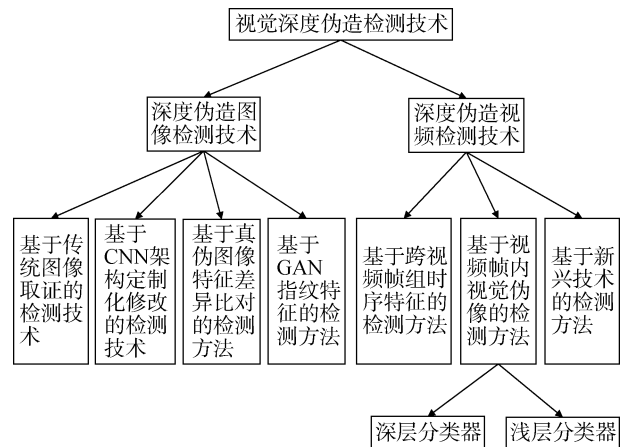 视觉深度伪造检测技术
深度伪造图
像检测技术
深度伪造视
频检测技术
基于传
统图像
取证的
检测技
术
基于
CNN架
构定制
化修改
的检测
技术
基于真
伪图像
特征差
异比对
的检测
方法
基于
GAN
指纹特
征的检
测方法
基于跨视
频帧组时
序特征的
检测方法
基于视
频帧内
视觉伪
像的检
测方法
基于新
兴技术
的检测
方法
深层分类器
浅层分类器